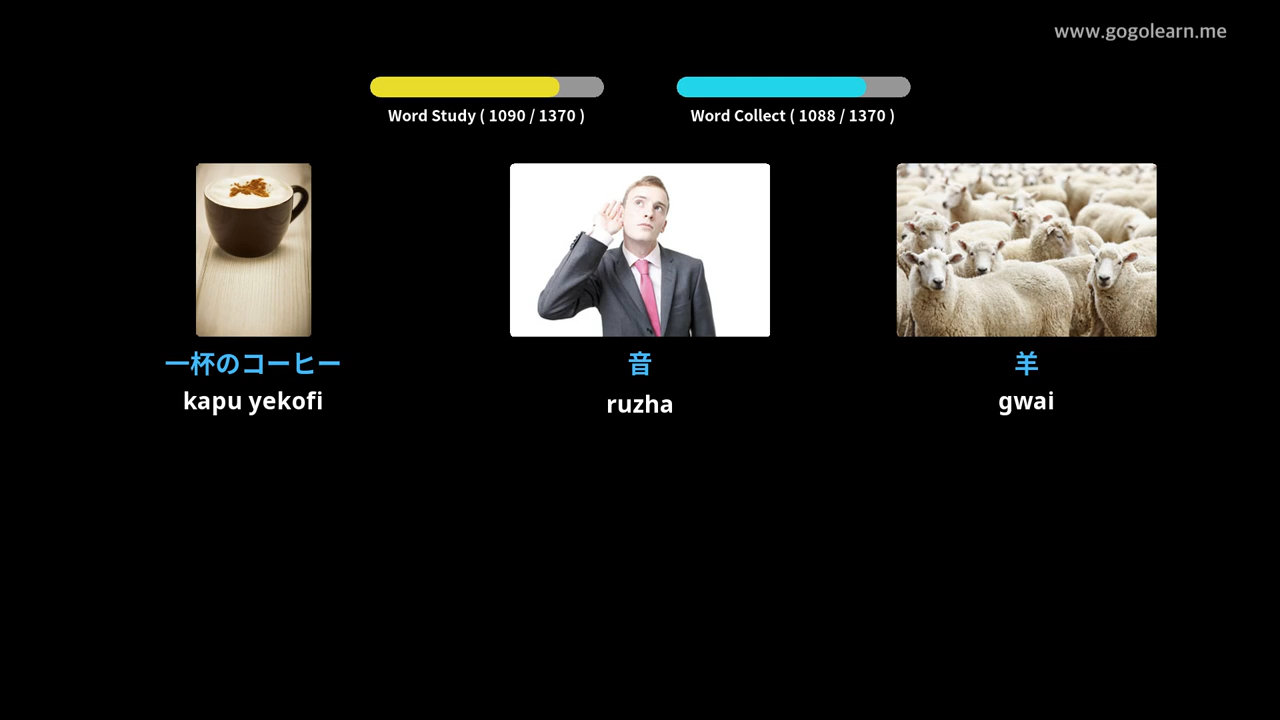 www.gogolearn.me
Word Study ( 1090 / 1370 )
Word Collect ( 1088 / 1370 )
一杯のコーヒー
kapu yekofi
音
ruzha
羊
gwai